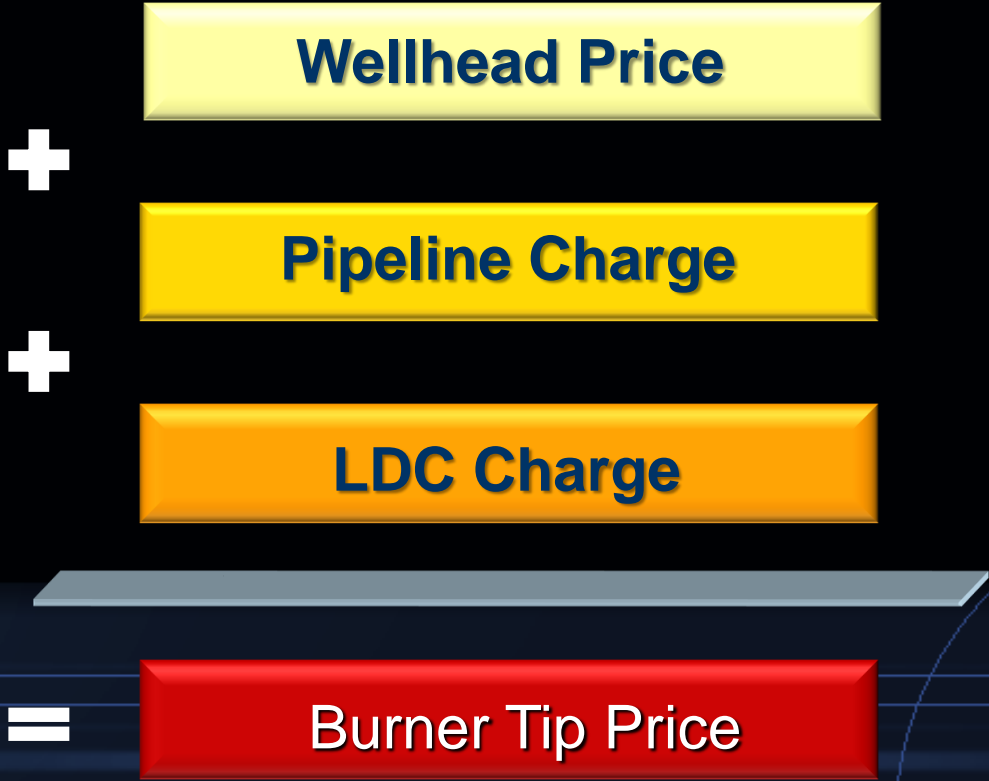 Wellhead Price
+
Pipeline Charge
+
LDC Charge
=
Burner Tip Price